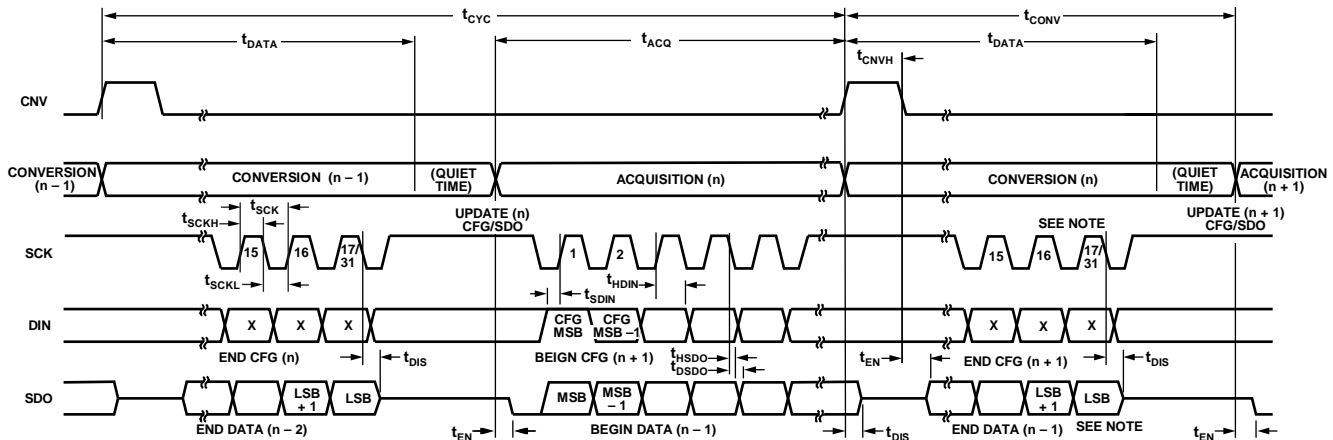 tCYC tCONV
tDATA tACQ tDATA
tCNVH
CNV
CONVERSION (n – 1) CONVERSION (n – 1) (QUIET TIME) ACQUISITION (n) CONVERSION (n) (QUIET TIME) ACQUISITION (n + 1)
tSCK
tSCKH
UPDATE (n) CFG/SDO
SEE NOTE
UPDATE (n + 1) CFG/SDO
SCK 15 16 17/31 1 2 15 16 17/31
tSCKL tHDIN
tSDIN
DIN X X X CFG MSB CFG MSB –1 X X X
END CFG (n) tDIS BEIGN CFG (n + 1) tHSDO tEN END CFG (n + 1) tDIS
tDSDO
SDO LSB + 1 LSB MSB MSB – 1 LSB + 1 LSB
END DATA (n – 2) BEGIN DATA (n – 1) END DATA (n – 1) SEE NOTE
tEN tDIS tEN